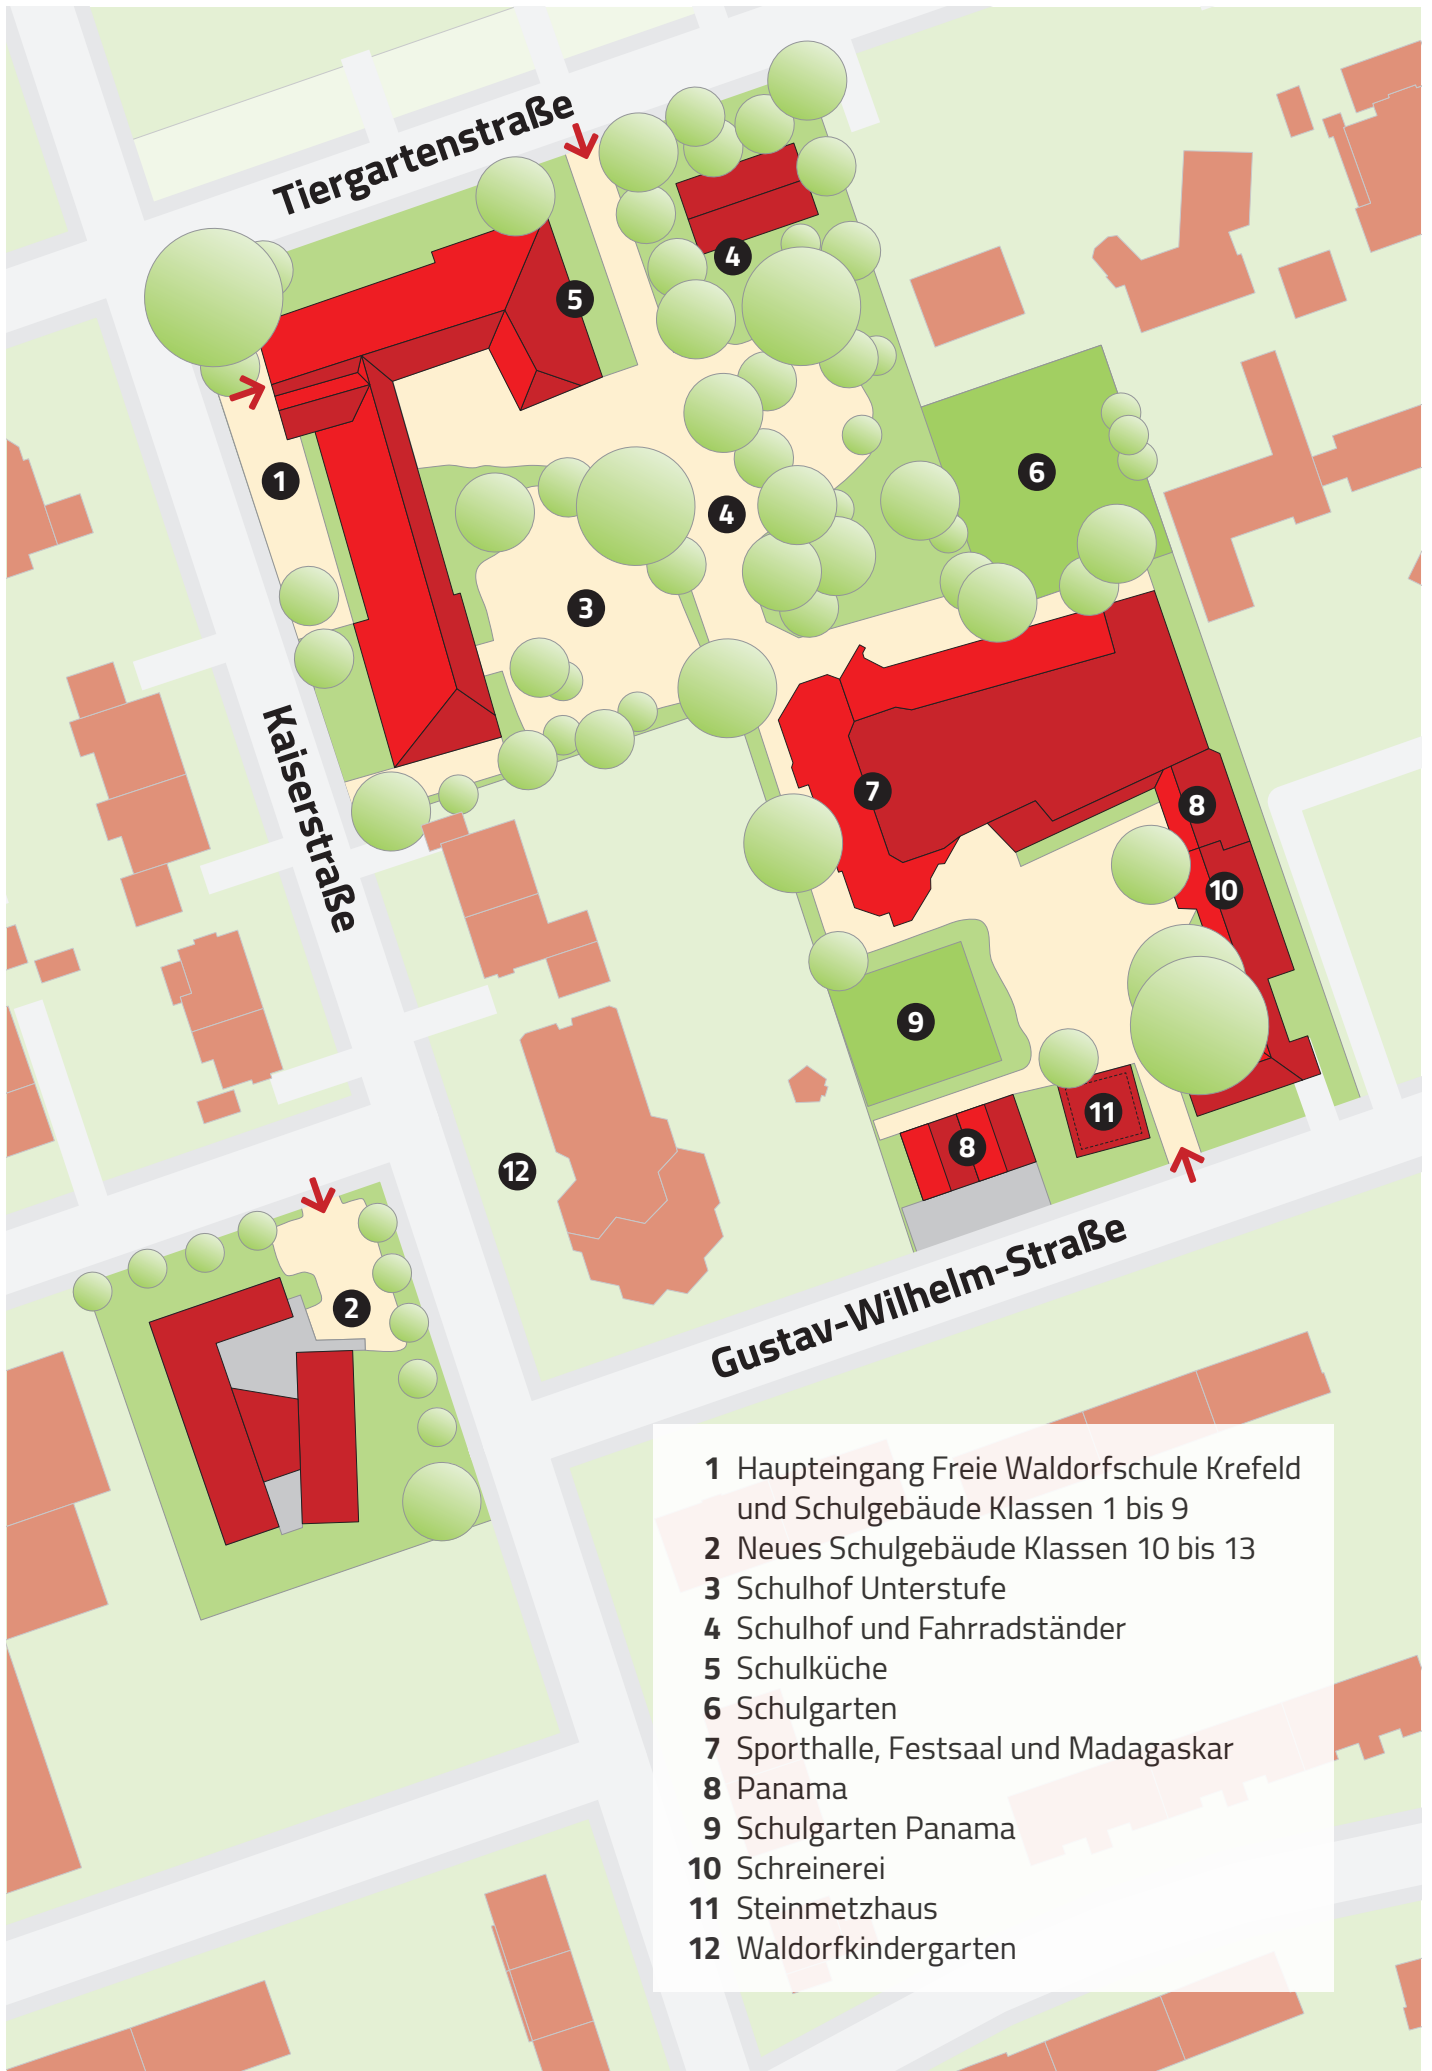 Tiergartenstraße
4
5
6
1
4
3
Kaiserstraße
7
8
10
9
11
8
12
Gustav-Wilhelm-Straße
2
1 Haupteingang Freie Waldorfschule Krefeld
und Schulgebäude Klassen 1 bis 9
2 Neues Schulgebäude Klassen 10 bis 13
3 Schulhof Unterstufe
4 Schulhof und Fahrradständer
5 Schulküche
6 Schulgarten
7 Sporthalle, Festsaal und Madagaskar
8 Panama
9 Schulgarten Panama
10 Schreinerei
11 Steinmetzhaus
12 Waldorfkindergarten